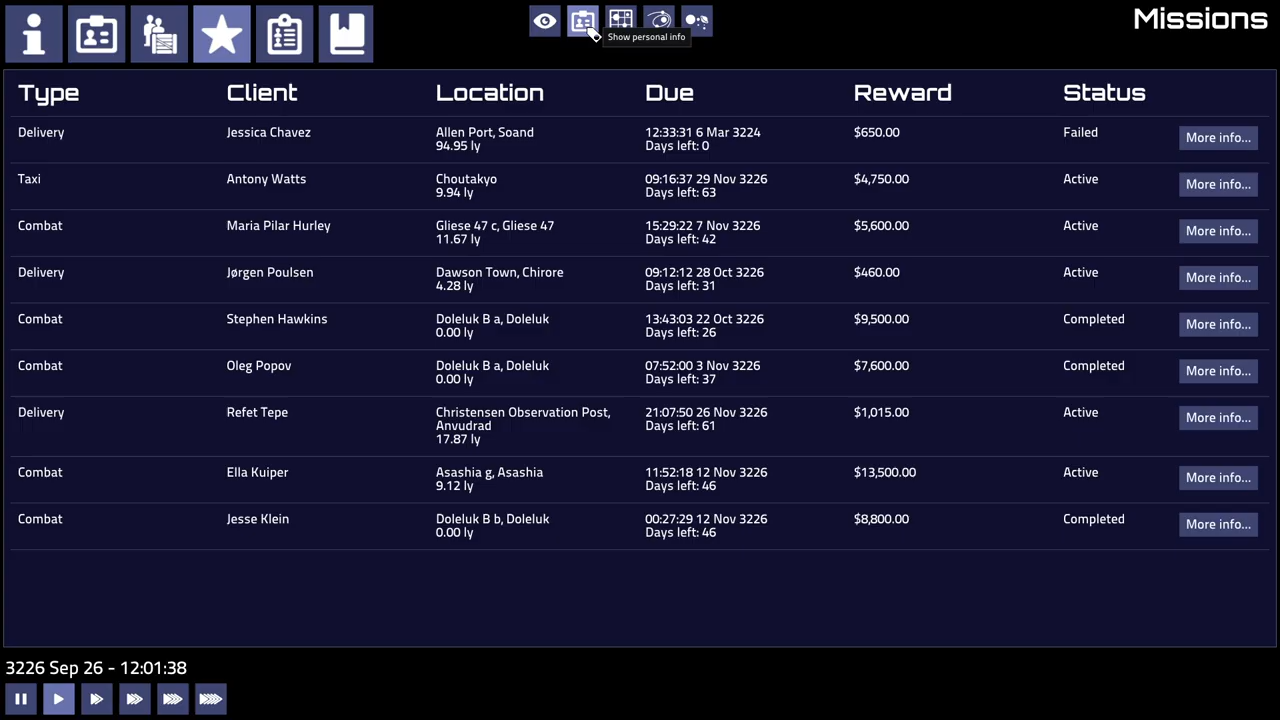 Missions
Show personal info
Type Client Location Due Reward Status
Delivery Jessica Chavez Allen Port, Soand 12:33:31 6 Mar 3224 $650.00 Failed More info...
94.95 ly Days left: 0
Taxi Antony Watts Choutakyo 09:16:37 29 Nov 3226 $4,750.00 Active More info...
9.94 ly Days left: 63
Combat Maria Pilar Hurley Gliese 47 c, Gliese 47 15:29:22 7 Nov 3226 $5,600.00 Active More info...
11.67 ly Days left: 42
Delivery Jørgen Poulsen Dawson Town, Chirore 09:12:12 28 Oct 3226 $460.00 Active More info...
4.28 ly Days left: 31
Combat Stephen Hawkins Doleluk B a, Doleluk 13:43:03 22 Oct 3226 $9,500.00 Completed More info...
0.00 ly Days left: 26
Combat Oleg Popov Doleluk B a, Doleluk 07:52:00 3 Nov 3226 $7,600.00 Completed More info...
0.00 ly Days left: 37
Delivery Refet Tepe Christensen Observation Post, 21:07:50 26 Nov 3226 $1,015.00 Active More info...
Anvudrad Days left: 61
17.87 ly
Combat Ella Kuiper Asashia g, Asashia 11:52:18 12 Nov 3226 $13,500.00 Active More info...
9.12 ly Days left: 46
Combat Jesse Klein Doleluk B b, Doleluk 00:27:29 12 Nov 3226 $8,800.00 Completed More info...
0.00 ly Days left: 46
3226 Sep 26 - 12:01:38